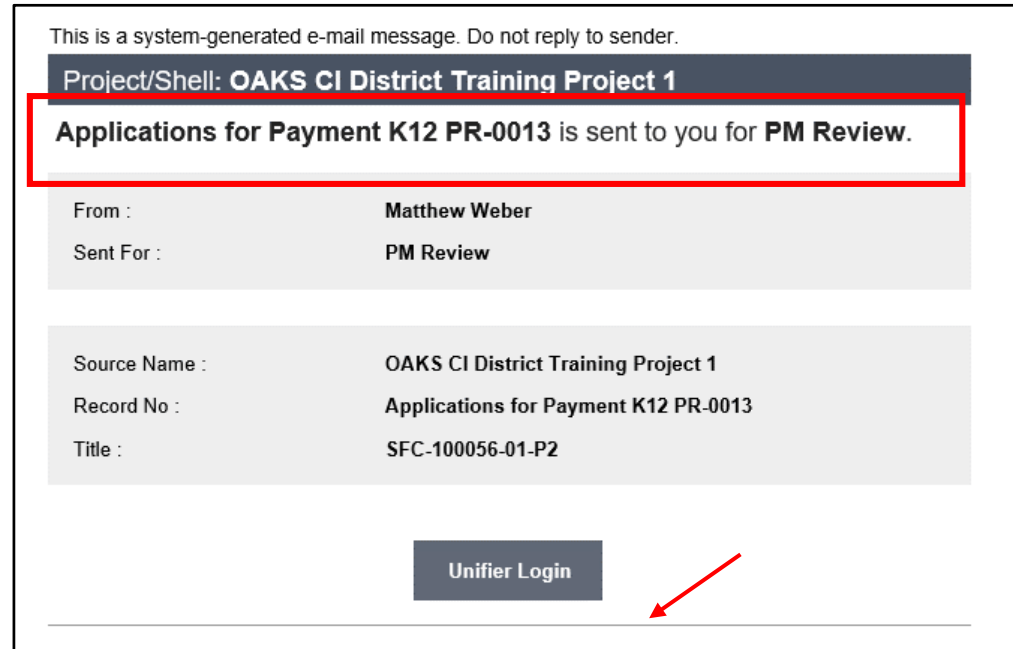 This is a system-generated e-mail message. Do not reply to sender.
Project/Shell: OAKS CI District Training Project 1
Applications for Payment K12 PR-0013 is sent to you for PM Review.
From : Matthew Weber
Sent For : PM Review
Source Name : OAKS CI District Training Project 1
Record No : Applications for Payment K12 PR-0013
Title : SFC-100056-01-P2
Unifier Login